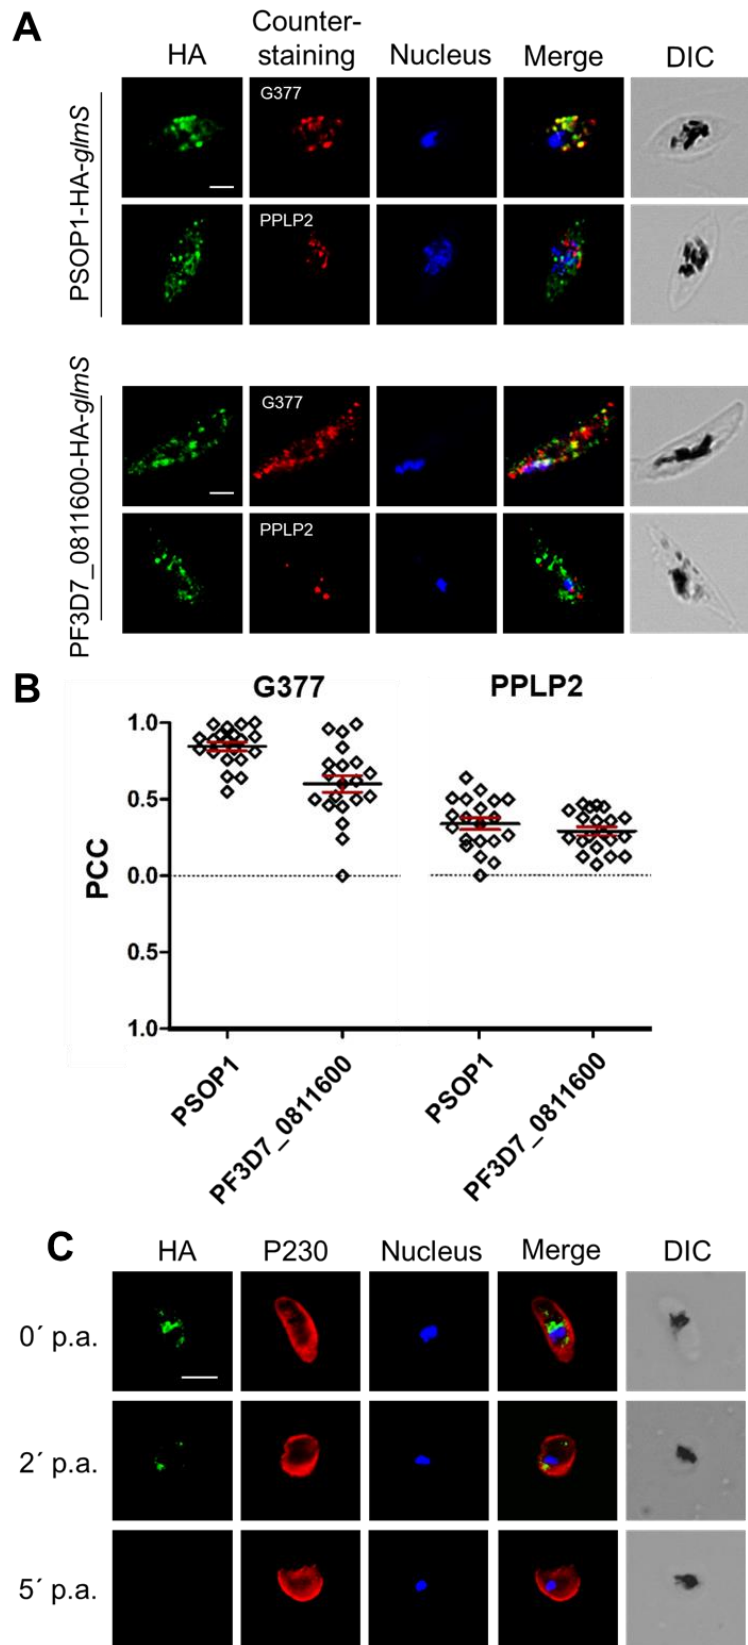 A
HA
Counter-
staining
Nucleus
Merge
DIC
PSOP1-HA-glmS
G377
PPLP2
PF3D7_0811600-HA-glmS
G377
PPLP2
B
G377
PPLP2
PCC
1.0
0.5
0.0
0.5
1.0
PSOP1
PF3D7_0811600
PSOP1
PF3D7_0811600
C
HA
P230
Nucleus
Merge
DIC
0´ p.a.
2´ p.a.
5´ p.a.